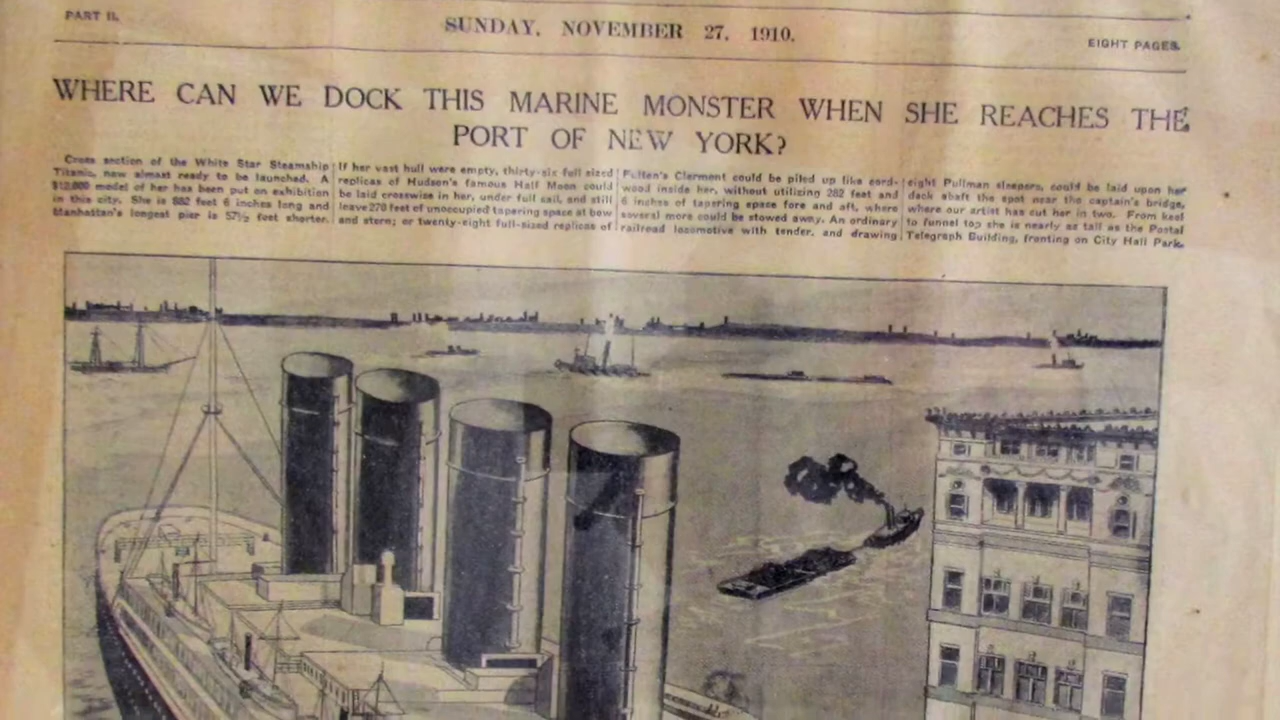 PART II.
SUNDAY, NOVEMBER 27, 1910.
EIGHT PAGES.
WHERE CAN WE DOCK THIS MARINE MONSTER WHEN SHE REACHES THE
PORT OF NEW YORK?
Cross section of the White Star Steamship
Titanic, now almost ready to be launched. A
$12,000 model of her has been put on exhibition
in this city. She is 882 feet 6 inches long and
Manhattan's longest pier is 57½ feet shorter.
If her vast hull were empty, thirty-six full sized
replicas of Hudson's famous Half Moon could
be laid crosswise in her, under full sail, and still
leave 270 feet of unoccupied tapering space at bow
and stern; or twenty-eight full-sized replicas of
Fulton's Clermont could be piled up like cord-
wood inside her, without utilizing 282 feet and
6 inches of tapering space fore and aft, where
several more could be stowed away. An ordinary
railroad locomotive with tender, and drawing
eight Pullman sleepers, could be laid upon her
deck abaft the spot near the captain's bridge,
where our artist has cut her in two. From keel
to funnel top she is nearly as tall as the Postal
Telegraph Building, fronting on City Hall Park.